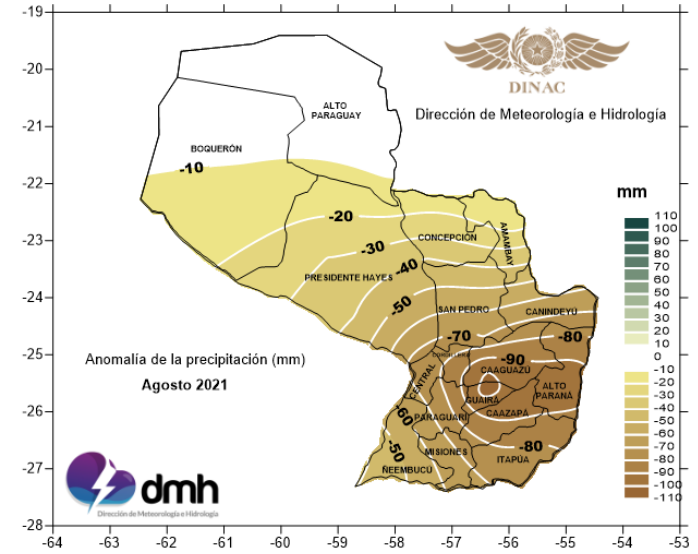 -19
-20
-21
-22
-23
-24
-25
-26
-27
-28
-64
-63
-62
-61
-60
-59
-58
-57
-56
-55
-54
-53
DINAC
Dirección de Meteorología e Hidrología
mm
110
100
90
80
70
60
50
40
30
20
10
0
-10
-20
-30
-40
-50
-60
-70
-80
-90
-100
-110
ALTO
PARAGUAY
BOQUERÓN
-10
-20
CONCEPCIÓN
AMAMBAY
-30
PRESIDENTE HAYES
-40
-50
SAN PEDRO
CANINDEYÚ
-70
-80
CORDILLERA
-90
CAAGUAZÚ
CENTRAL
ALTO
PARANÁ
GUAIRÁ
CAAZAPÁ
-60
PARAGUARÍ
-50
MISIONES
-80
ITAPÚA
ÑEEMBUCÚ
Anomalía de la precipitación (mm)
Agosto 2021
dmh
Dirección de Meteorología e Hidrología